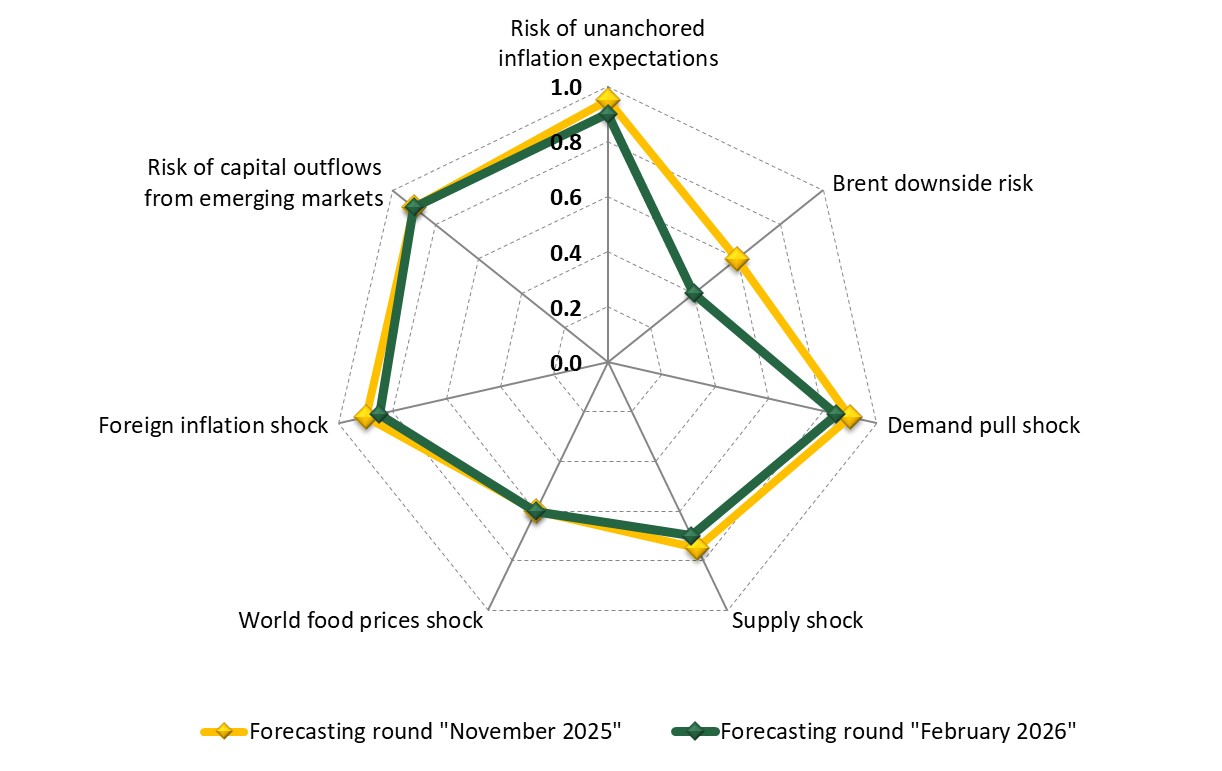 Risk of unanchored
inflation expectations
1.0
Risk of capital outflows
from emerging markets
0.8
Brent downside risk
0.6
0.4
0.2
0.0
Foreign inflation shock
Demand pull shock
World food prices shock
Supply shock
Forecasting round "November 2025"
Forecasting round "February 2026"